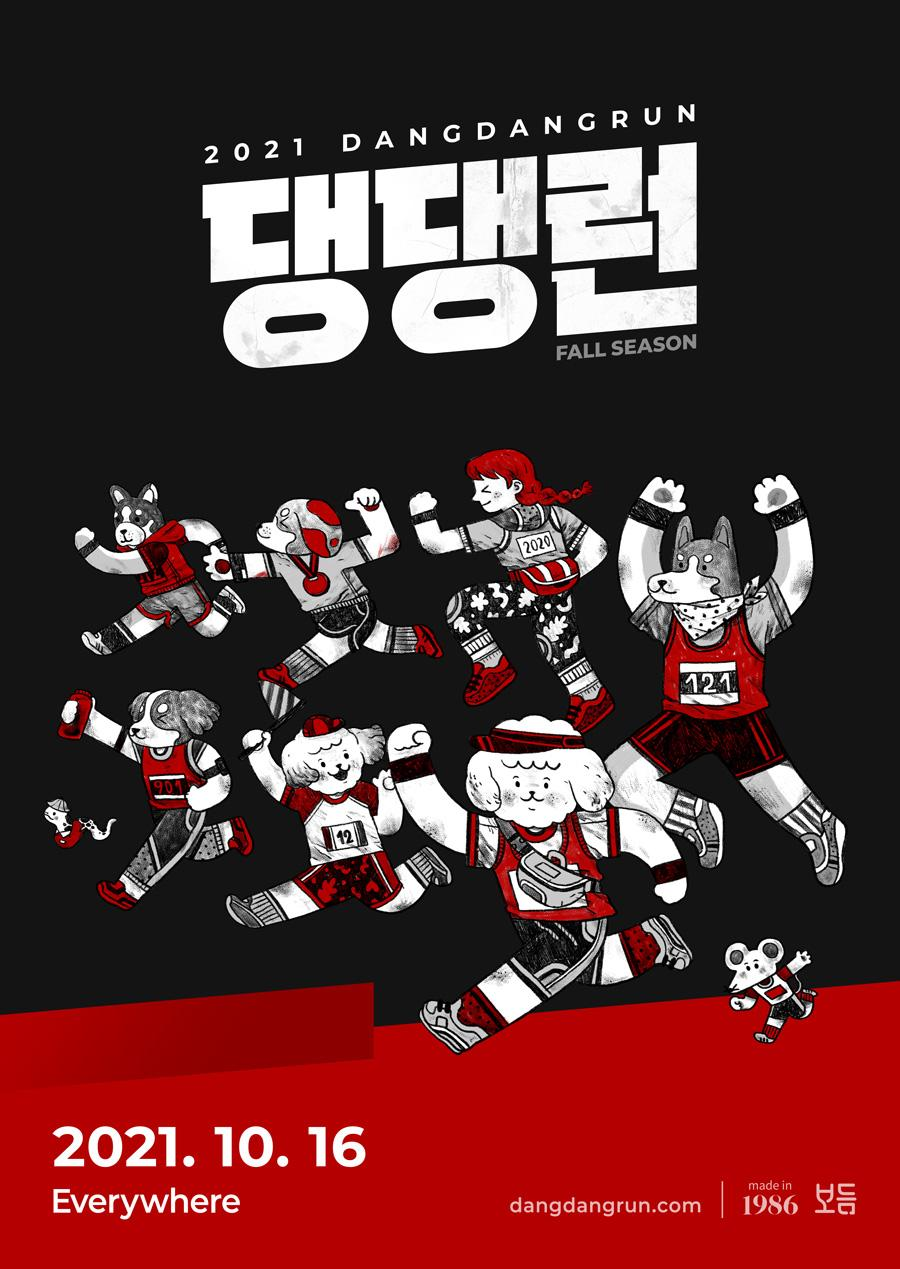 2021 DANGDANGRUN
댕댕런
FALL SEASON
2020
121
901
12
2021. 10. 16
Everywhere
dangdangrun.com
made in
1986
보듬